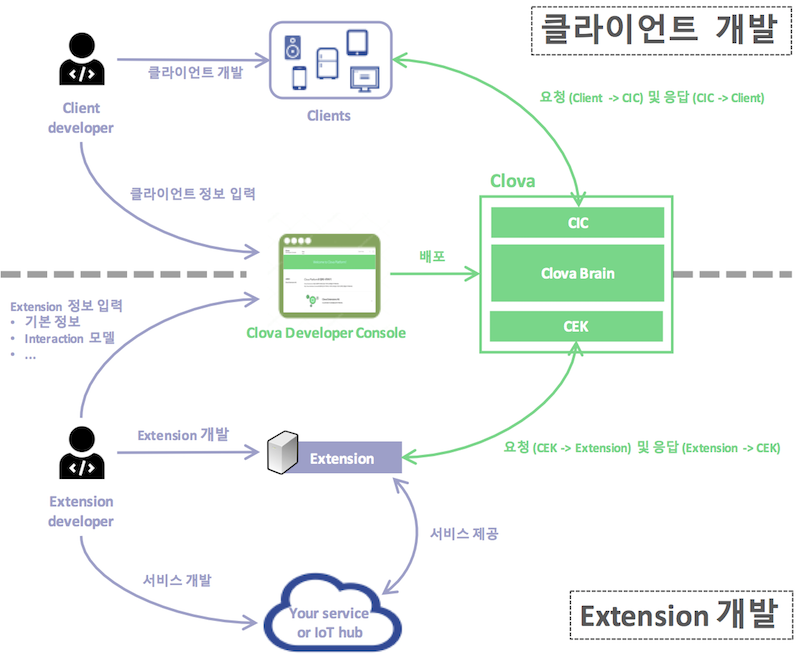 클라이언트 개발
클라이언트 개발
Client
developer
Clients
요청 (Client -> CIC) 및 응답 (CIC -> Client)
클라이언트 정보 입력
Clova
CIC
배포
Clova Brain
CEK
Clova Developer Console
Extension 정보 입력
• 기본 정보
• Interaction 모델
• ...
Extension 개발
Extension
요청 (CEK -> Extension) 및 응답 (Extension -> CEK)
Extension
developer
서비스 제공
서비스 개발
Your service
or IoT hub
Extension 개발